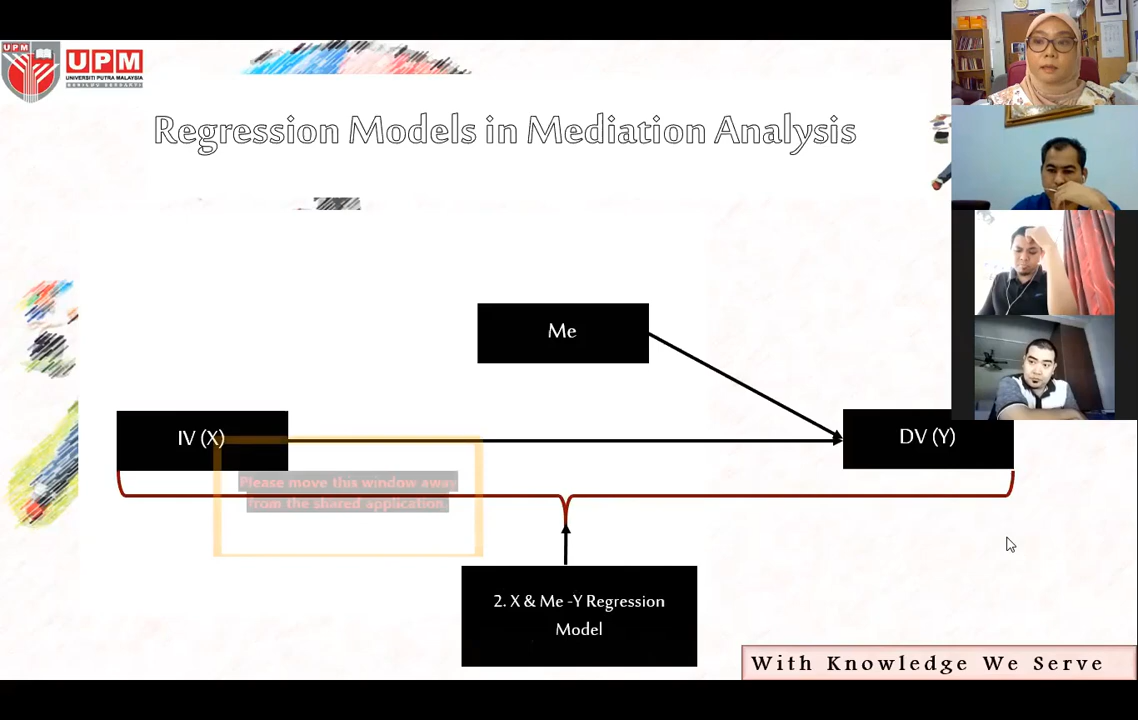 UPM
UPM
UNIVERSITI PUTRA MALAYSIA
Regression Models in Mediation Analysis
Me
IV (X)
DV (Y)
Please move this window away
from the shared application.
2. X & Me -Y Regression
Model
With Knowledge We Serve